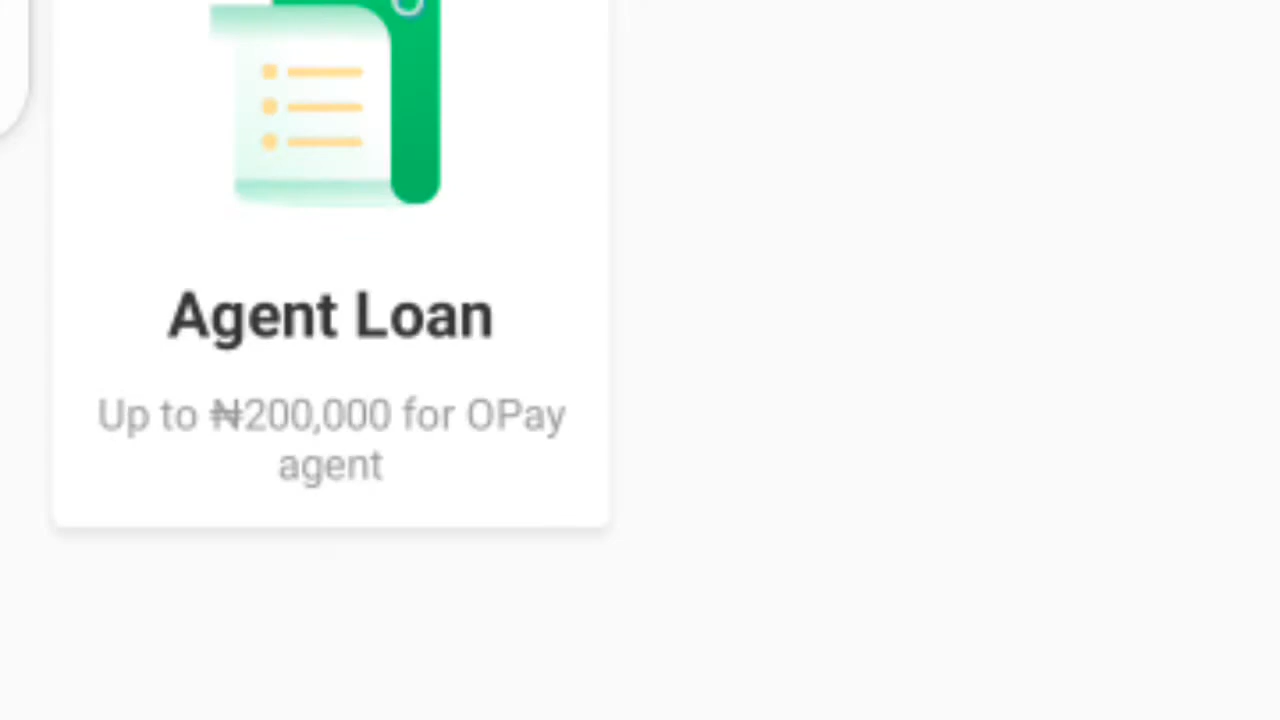 Agent Loan
Up to ₦200,000 for OPay
agent